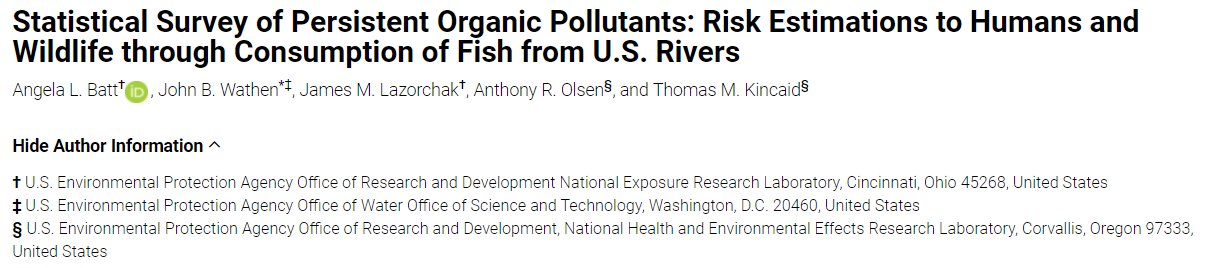 Statistical Survey of Persistent Organic Pollutants: Risk Estimations to Humans and
Wildlife through Consumption of Fish from U.S. Rivers
Angela L. Batt† iD , John B. Wathen*‡, James M. Lazorchak†, Anthony R. Olsen§, and Thomas M. Kincaid§
Hide Author Information
† U.S. Environmental Protection Agency Office of Research and Development National Exposure Research Laboratory, Cincinnati, Ohio 45268, United States
‡ U.S. Environmental Protection Agency Office of Water Office of Science and Technology, Washington, D.C. 20460, United States
§ U.S. Environmental Protection Agency Office of Research and Development, National Health and Environmental Effects Research Laboratory, Corvallis, Oregon 97333,
United States